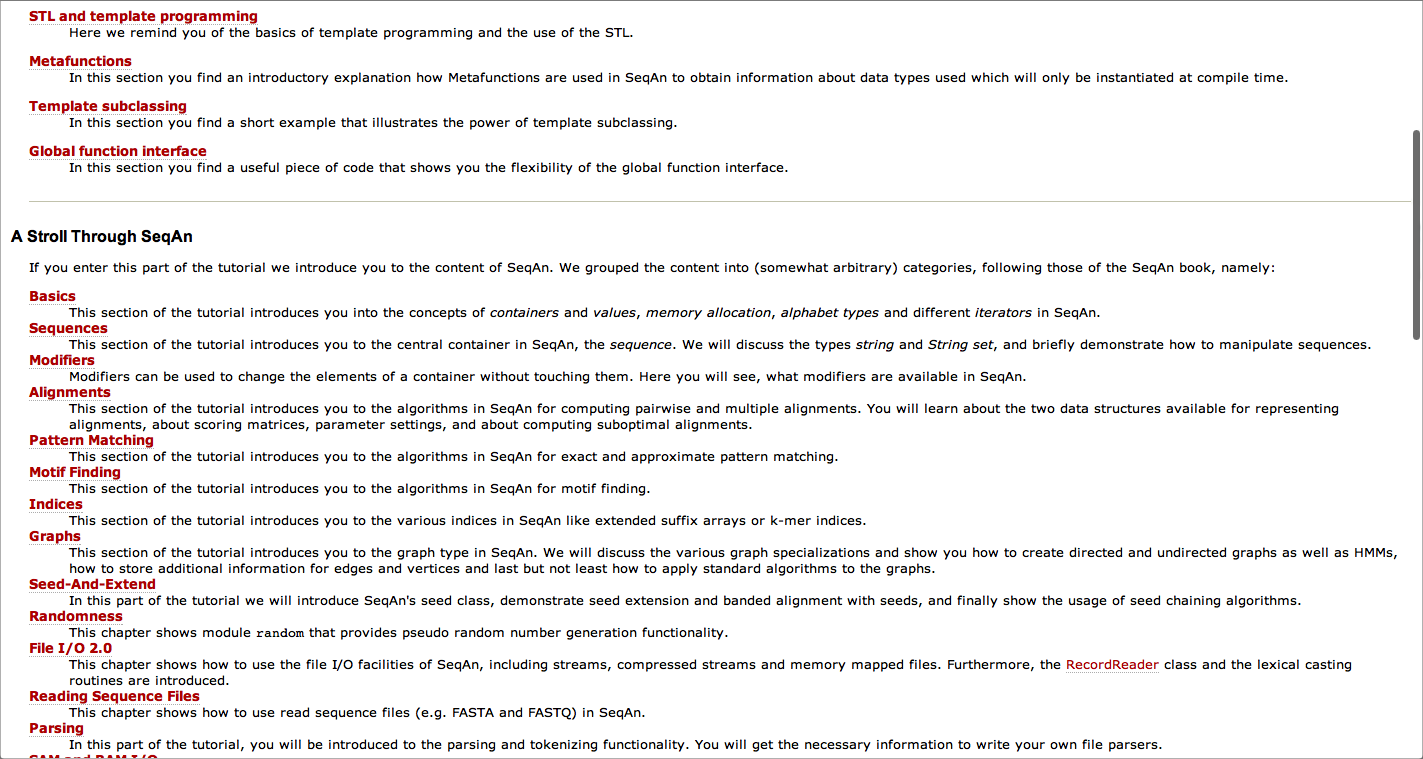 STL and template programming
Here we remind you of the basics of template programming and the use of the STL.
Metafunctions
In this section you find an introductory explanation how Metafunctions are used in SeqAn to obtain information about data types used which will only be instantiated at compile time.
Template subclassing
In this section you find a short example that illustrates the power of template subclassing.
Global function interface
In this section you find a useful piece of code that shows you the flexibility of the global function interface.
A Stroll Through SeqAn
If you enter this part of the tutorial we introduce you to the content of SeqAn. We grouped the content into (somewhat arbitrary) categories, following those of the SeqAn book, namely:
Basics
This section of the tutorial introduces you into the concepts of containers and values, memory allocation, alphabet types and different iterators in SeqAn.
Sequences
This section of the tutorial introduces you to the central container in SeqAn, the sequence. We will discuss the types string and String set, and briefly demonstrate how to manipulate sequences.
Modifiers
Modifiers can be used to change the elements of a container without touching them. Here you will see, what modifiers are available in SeqAn.
Alignments
This section of the tutorial introduces you to the algorithms in SeqAn for computing pairwise and multiple alignments. You will learn about the two data structures available for representing
alignments, about scoring matrices, parameter settings, and about computing suboptimal alignments.
Pattern Matching
This section of the tutorial introduces you to the algorithms in SeqAn for exact and approximate pattern matching.
Motif Finding
This section of the tutorial introduces you to the algorithms in SeqAn for motif finding.
Indices
This section of the tutorial introduces you to the various indices in SeqAn like extended suffix arrays or k-mer indices.
Graphs
This section of the tutorial introduces you to the graph type in SeqAn. We will discuss the various graph specializations and show you how to create directed and undirected graphs as well as HMMs,
how to store additional information for edges and vertices and last but not least how to apply standard algorithms to the graphs.
Seed-And-Extend
In this part of the tutorial we will introduce SeqAn's seed class, demonstrate seed extension and banded alignment with seeds, and finally show the usage of seed chaining algorithms.
Randomness
This chapter shows module random that provides pseudo random number generation functionality.
File I/O 2.0
This chapter shows how to use the file I/O facilities of SeqAn, including streams, compressed streams and memory mapped files. Furthermore, the RecordReader class and the lexical casting
routines are introduced.
Reading Sequence Files
This chapter shows how to use read sequence files (e.g. FASTA and FASTQ) in SeqAn.
Parsing
In this part of the tutorial, you will be introduced to the parsing and tokenizing functionality. You will get the necessary information to write your own file parsers.
SAM and BAM I/O